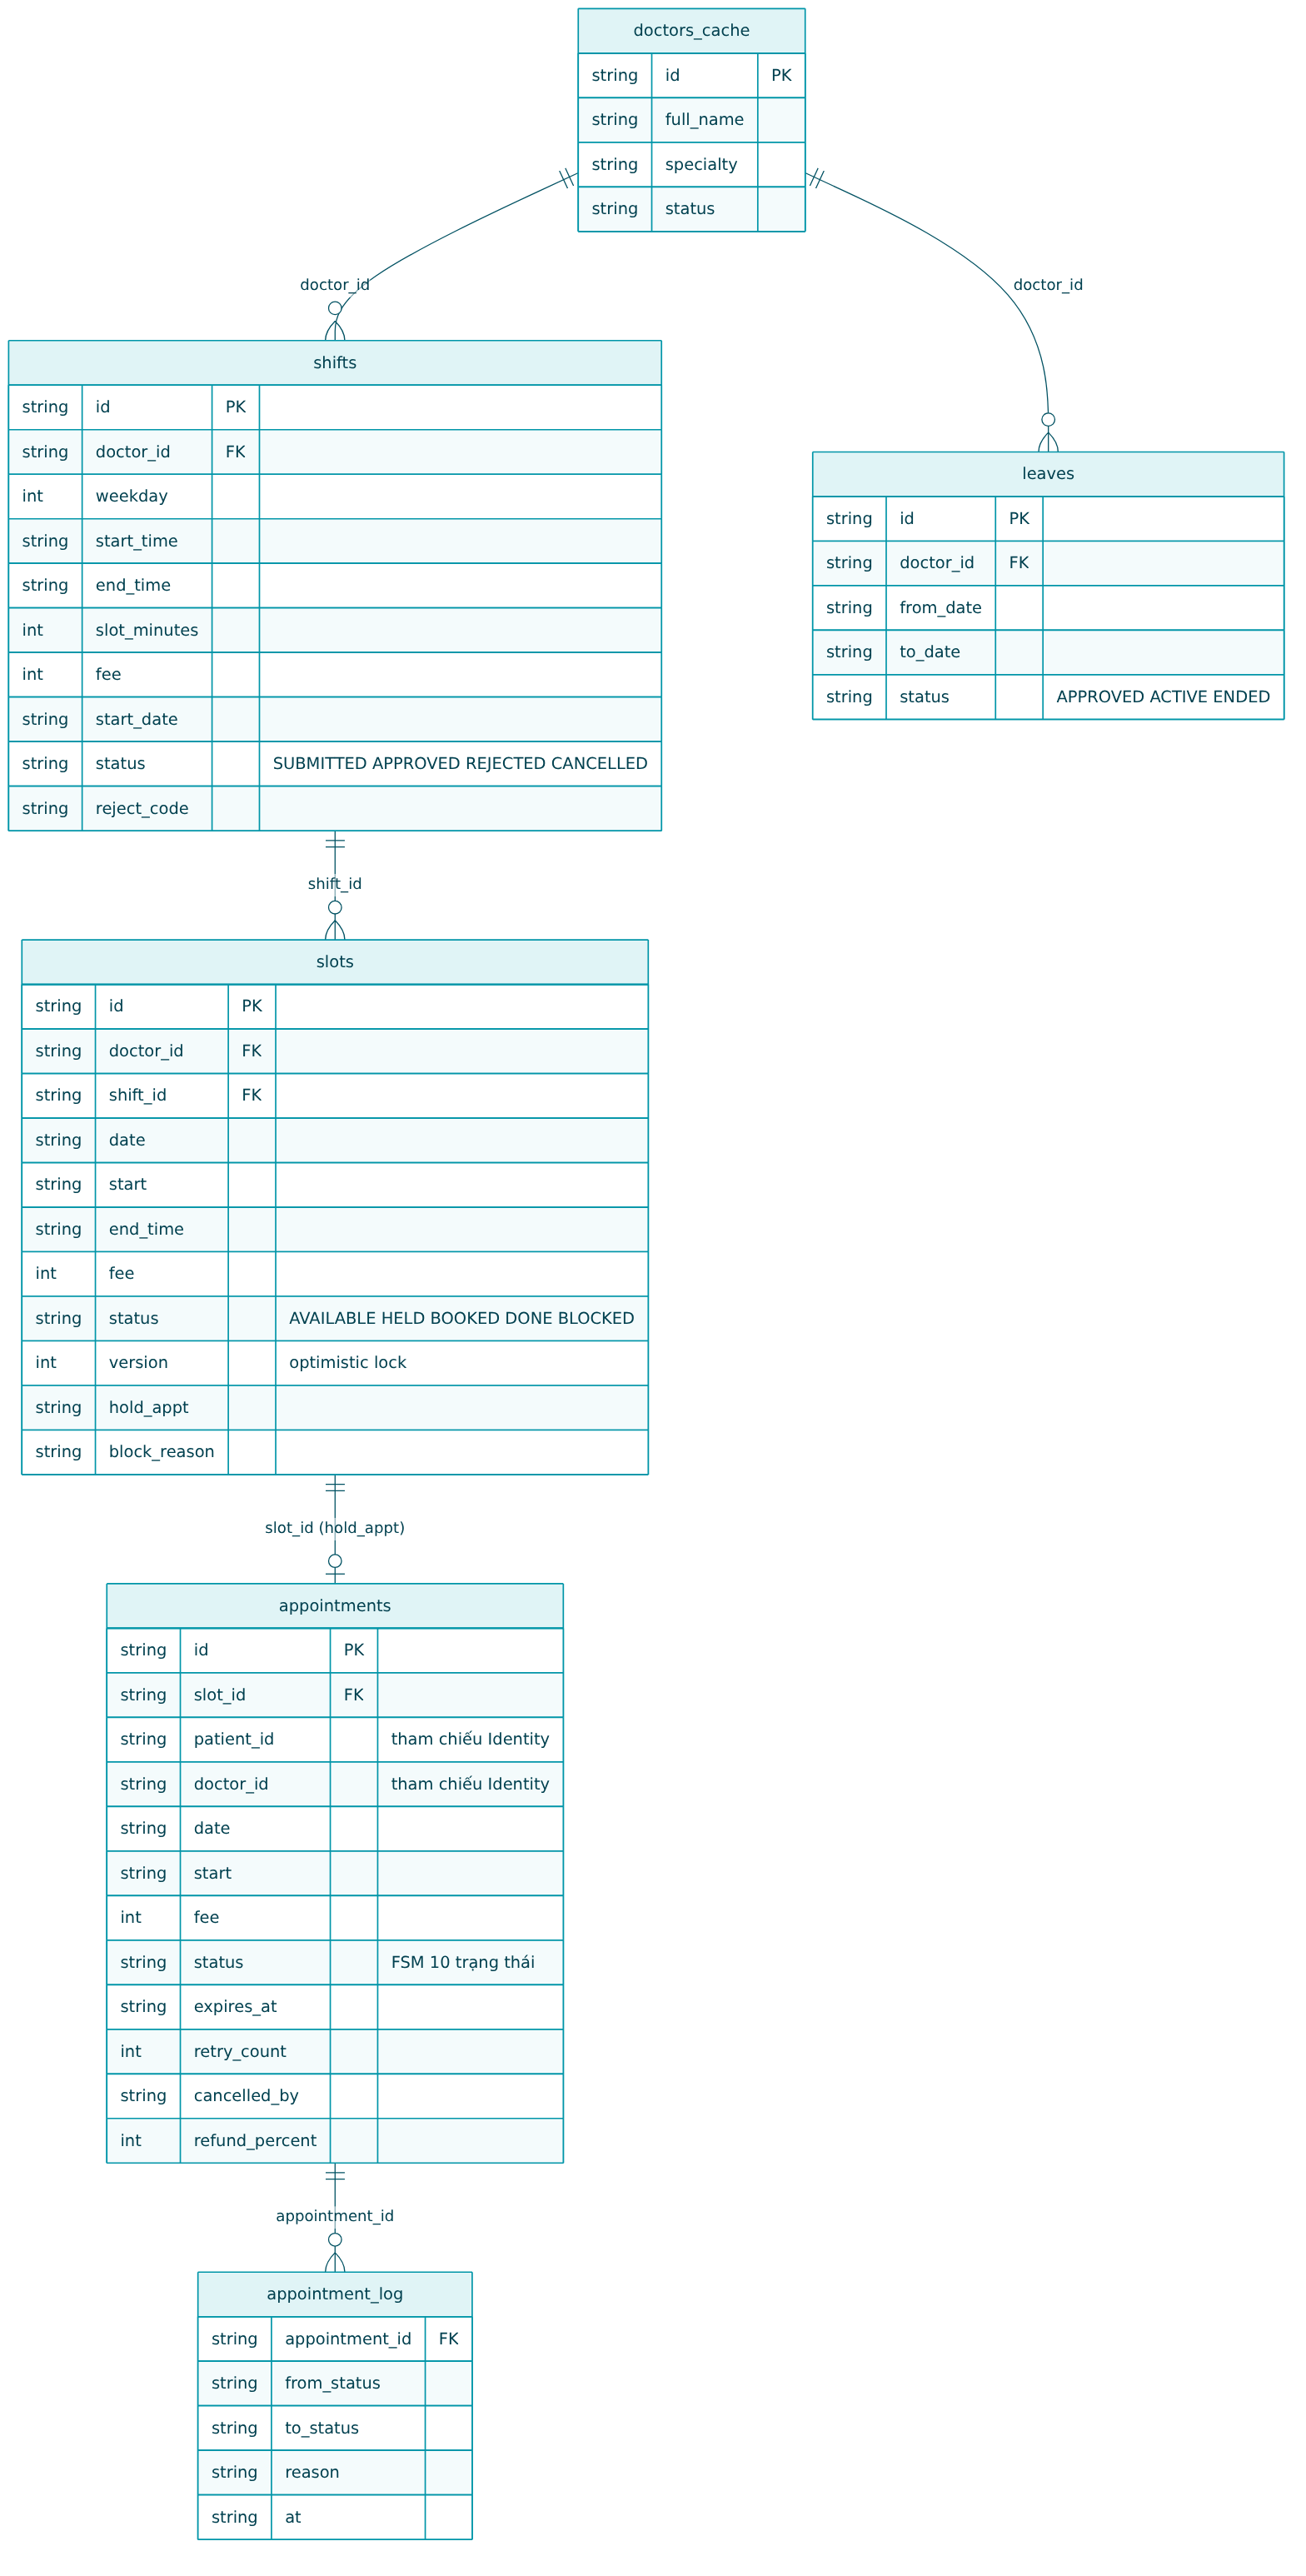 doctors_cache
string id PK
string full_name
string specialty
string status
doctor_id
doctor_id
shifts
string id PK
string doctor_id FK
int weekday
string start_time
string end_time
int slot_minutes
int fee
string start_date
string status SUBMITTED APPROVED REJECTED CANCELLED
string reject_code
leaves
string id PK
string doctor_id FK
string from_date
string to_date
string status APPROVED ACTIVE ENDED
shift_id
slots
string id PK
string doctor_id FK
string shift_id FK
string date
string start
string end_time
int fee
string status AVAILABLE HELD BOOKED DONE BLOCKED
int version optimistic lock
string hold_appt
string block_reason
slot_id (hold_appt)
appointments
string id PK
string slot_id FK
string patient_id tham chiếu Identity
string doctor_id tham chiếu Identity
string date
string start
int fee
string status FSM 10 trạng thái
string expires_at
int retry_count
string cancelled_by
int refund_percent
appointment_id
appointment_log
string appointment_id FK
string from_status
string to_status
string reason
string at